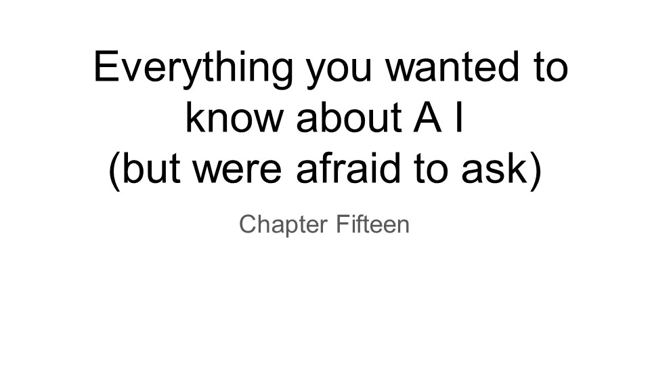 Everything you wanted to
know about A I
(but were afraid to ask)
Chapter Fifteen